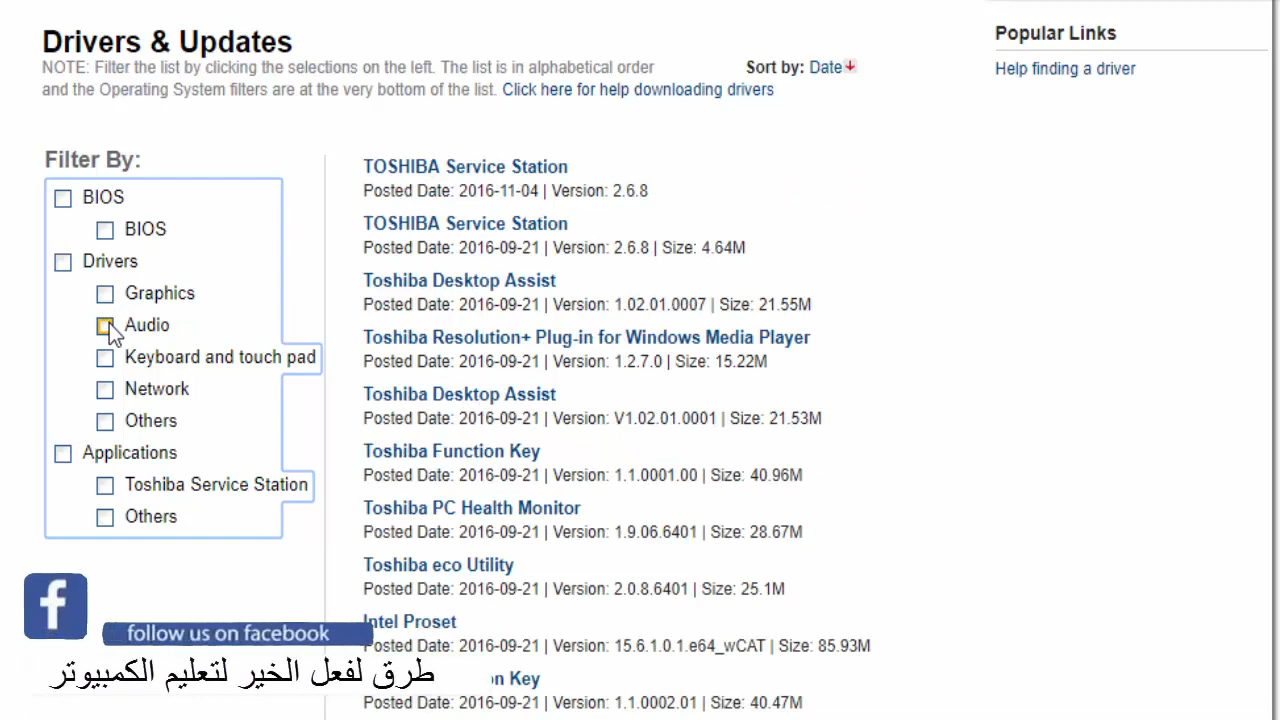 Drivers & Updates
NOTE: Filter the list by clicking the selections on the left. The list is in alphabetical order
and the Operating System filters are at the very bottom of the list. Click here for help downloading drivers
Sort by: Date
Popular Links
Help finding a driver
Filter By:
BIOS
BIOS
Drivers
Graphics
Audio
Keyboard and touch pad
Network
Others
Applications
Toshiba Service Station
Others
TOSHIBA Service Station
Posted Date: 2016-11-04 | Version: 2.6.8
TOSHIBA Service Station
Posted Date: 2016-09-21 | Version: 2.6.8 | Size: 4.64M
Toshiba Desktop Assist
Posted Date: 2016-09-21 | Version: 1.02.01.0007 | Size: 21.55M
Toshiba Resolution+ Plug-in for Windows Media Player
Posted Date: 2016-09-21 | Version: 1.2.7.0 | Size: 15.22M
Toshiba Desktop Assist
Posted Date: 2016-09-21 | Version: V1.02.01.0001 | Size: 21.53M
Toshiba Function Key
Posted Date: 2016-09-21 | Version: 1.1.0001.00 | Size: 40.96M
Toshiba PC Health Monitor
Posted Date: 2016-09-21 | Version: 1.9.06.6401 | Size: 28.67M
Toshiba eco Utility
Posted Date: 2016-09-21 | Version: 2.0.8.6401 | Size: 25.1M
Intel Proset
Posted Date: 2016-09-21 | Version: 15.6.1.0.1.e64_wCAT | Size: 85.93M
Key
Posted Date: 2016-09-21 | Version: 1.1.0002.01 | Size: 40.47M
f
follow us on facebook
طرق لفعل الخير لتعليم الكمبيوتر